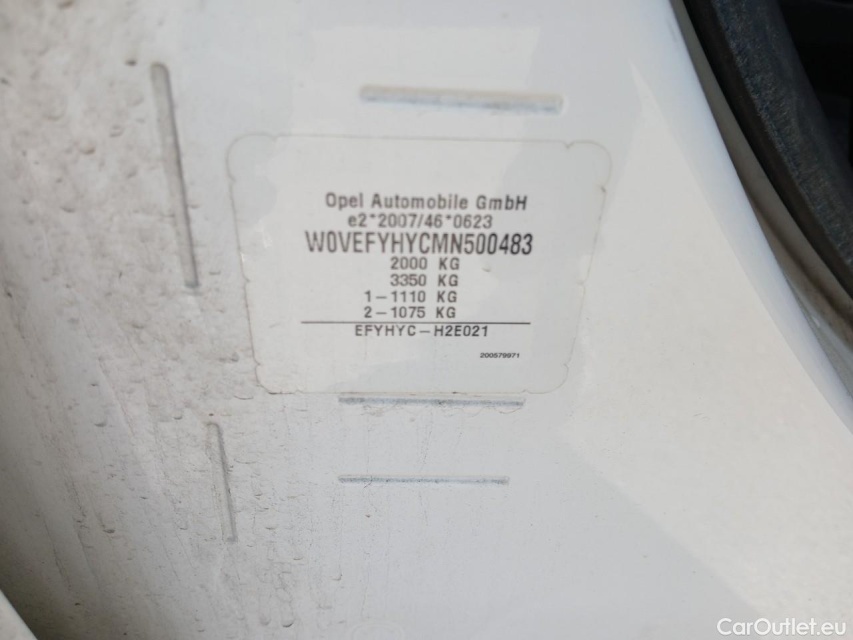 Opel Automobile GmbH
e2*2007/46*0623
W0VEFYHYCMN500483
2000 KG
3350 KG
1-1110 KG
2-1075 KG
EFYHYC-H2E021
200579971
CarOutlet.eu